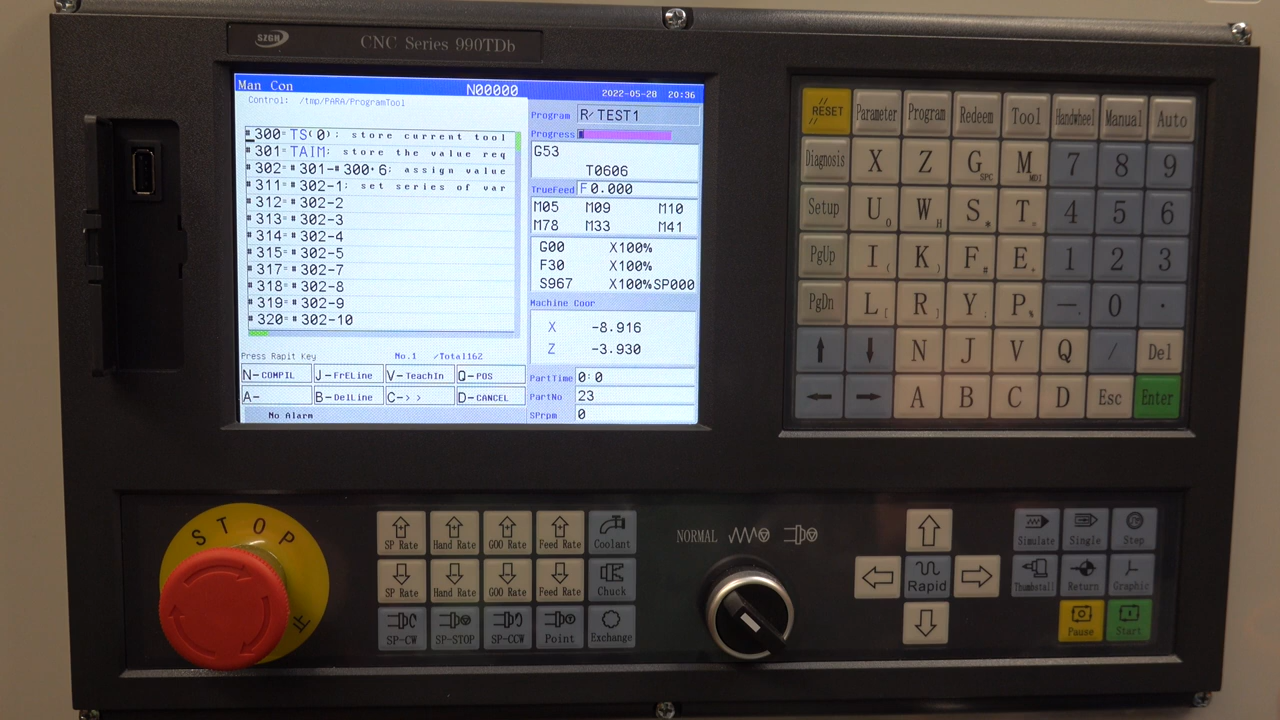 SZGH
CNC Series 990TDb
Man Con
N00000
2022-05-28 20:36
Control: /tmp/PARA/ProgramTool
#300=TS(0); store current tool
#301=TAIM; store the value req
#302=#301-#300+6; assign value
#311=#302-1; set series of var
#312=#302-2
#313=#302-3
#314=#302-4
#315=#302-5
#317=#302-7
#318=#302-8
#319=#302-9
#320=#302-10
Press Rapit Key
No.1 /Total162
N-COMPIL J-FrELine V-TeachIn Q-POS
A- B-DelLine C->> D-CANCEL
No Alarm
Program R/TEST1
Progress
G53
T0606
TrueFeed F0.000
M05 M09 M10
M78 M33 M41
G00 X100%
F30 X100%
S967 X100%SP000
Machine Coor
X -8.916
Z -3.930
PartTime 0:0
PartNo 23
SPrpm 0
RESET Parameter Program Redeem Tool Handwheel Manual Auto
Diagnosis X Z G SPC M MDI 7 8 9
Setup U W H S T 4 5 6
PgUp I ( K ) F # E 1 2 3
PgDn L [ R ] Y ; P % — 0 .
N J V Q / Del
A B C D Esc Enter
STOP
止
SP Rate Hand Rate G00 Rate Feed Rate Coolant
SP Rate Hand Rate G00 Rate Feed Rate Chuck
SP-CW SP-STOP SP-CCW Point Exchange
NORMAL
Rapid
Simulate Single Step
Thumbstall Return Graphic
Pause Start